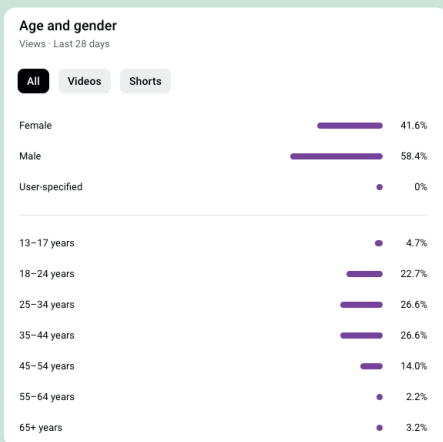 Age and gender
Views · Last 28 days
All Videos Shorts
Female 41.6%
Male 58.4%
User-specified 0%
13–17 years 4.7%
18–24 years 22.7%
25–34 years 26.6%
35–44 years 26.6%
45–54 years 14.0%
55–64 years 2.2%
65+ years 3.2%